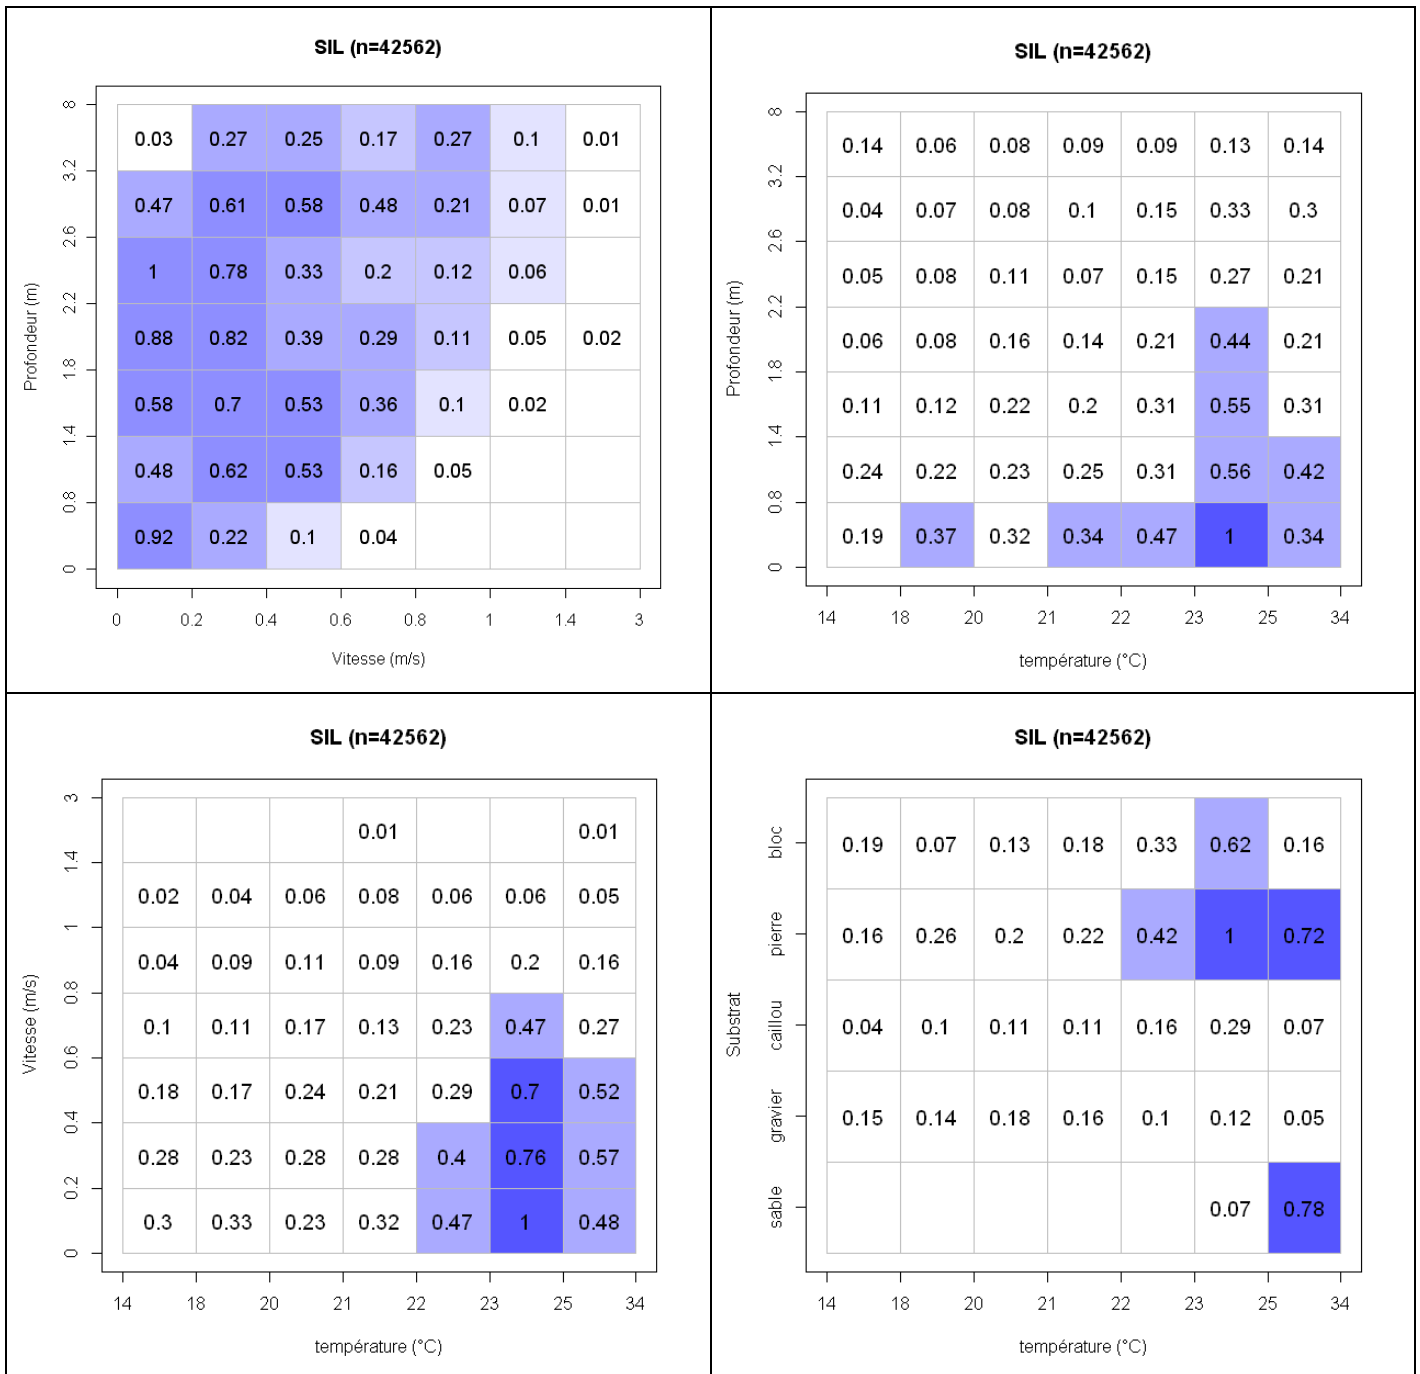 SIL (n=42562)
8 0.03 0.27 0.25 0.17 0.27 0.1 0.01
3.2 0.47 0.61 0.58 0.48 0.21 0.07 0.01
2.6 1 0.78 0.33 0.2 0.12 0.06
2.2 0.88 0.82 0.39 0.29 0.11 0.05 0.02
1.8 0.58 0.7 0.53 0.36 0.1 0.02
1.4 0.48 0.62 0.53 0.16 0.05
0.8 0.92 0.22 0.1 0.04
0
Profondeur (m)
0 0.2 0.4 0.6 0.8 1 1.4 3
Vitesse (m/s)
SIL (n=42562)
8 0.14 0.06 0.08 0.09 0.09 0.13 0.14
3.2 0.04 0.07 0.08 0.1 0.15 0.33 0.3
2.6 0.05 0.08 0.11 0.07 0.15 0.27 0.21
2.2 0.06 0.08 0.16 0.14 0.21 0.44 0.21
1.8 0.11 0.12 0.22 0.2 0.31 0.55 0.31
1.4 0.24 0.22 0.23 0.25 0.31 0.56 0.42
0.8 0.19 0.37 0.32 0.34 0.47 1 0.34
0
Profondeur (m)
14 18 20 21 22 23 25 34
température (°C)
SIL (n=42562)
3 0.01 0.01
1.4 0.02 0.04 0.06 0.08 0.06 0.06 0.05
1 0.04 0.09 0.11 0.09 0.16 0.2 0.16
0.8 0.1 0.11 0.17 0.13 0.23 0.47 0.27
0.6 0.18 0.17 0.24 0.21 0.29 0.7 0.52
0.4 0.28 0.23 0.28 0.28 0.4 0.76 0.57
0.2 0.3 0.33 0.23 0.32 0.47 1 0.48
0
Vitesse (m/s)
14 18 20 21 22 23 25 34
température (°C)
SIL (n=42562)
bloc 0.19 0.07 0.13 0.18 0.33 0.62 0.16
pierre 0.16 0.26 0.2 0.22 0.42 1 0.72
caillou 0.04 0.1 0.11 0.11 0.16 0.29 0.07
gravier 0.15 0.14 0.18 0.16 0.1 0.12 0.05
sable 0.07 0.78
Substrat
14 18 20 21 22 23 25 34
température (°C)